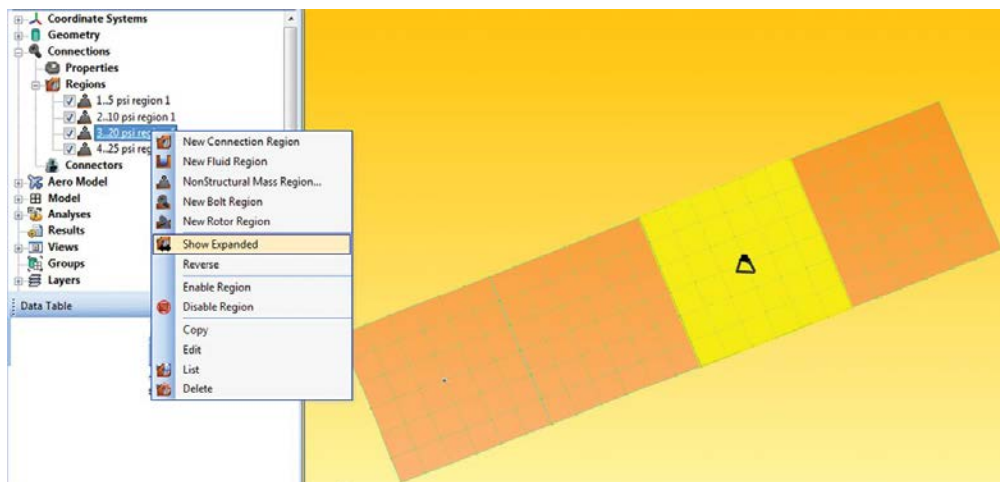 Coordinate Systems
Geometry
Connections
Properties
Regions
1..5 psi region 1
2..10 psi region 1
3..20 psi reg
4..25 psi reg
Connectors
Aero Model
Model
Analyses
Results
Views
Groups
Layers
Data Table
New Connection Region
New Fluid Region
NonStructural Mass Region...
New Bolt Region
New Rotor Region
Show Expanded
Reverse
Enable Region
Disable Region
Copy
Edit
List
Delete